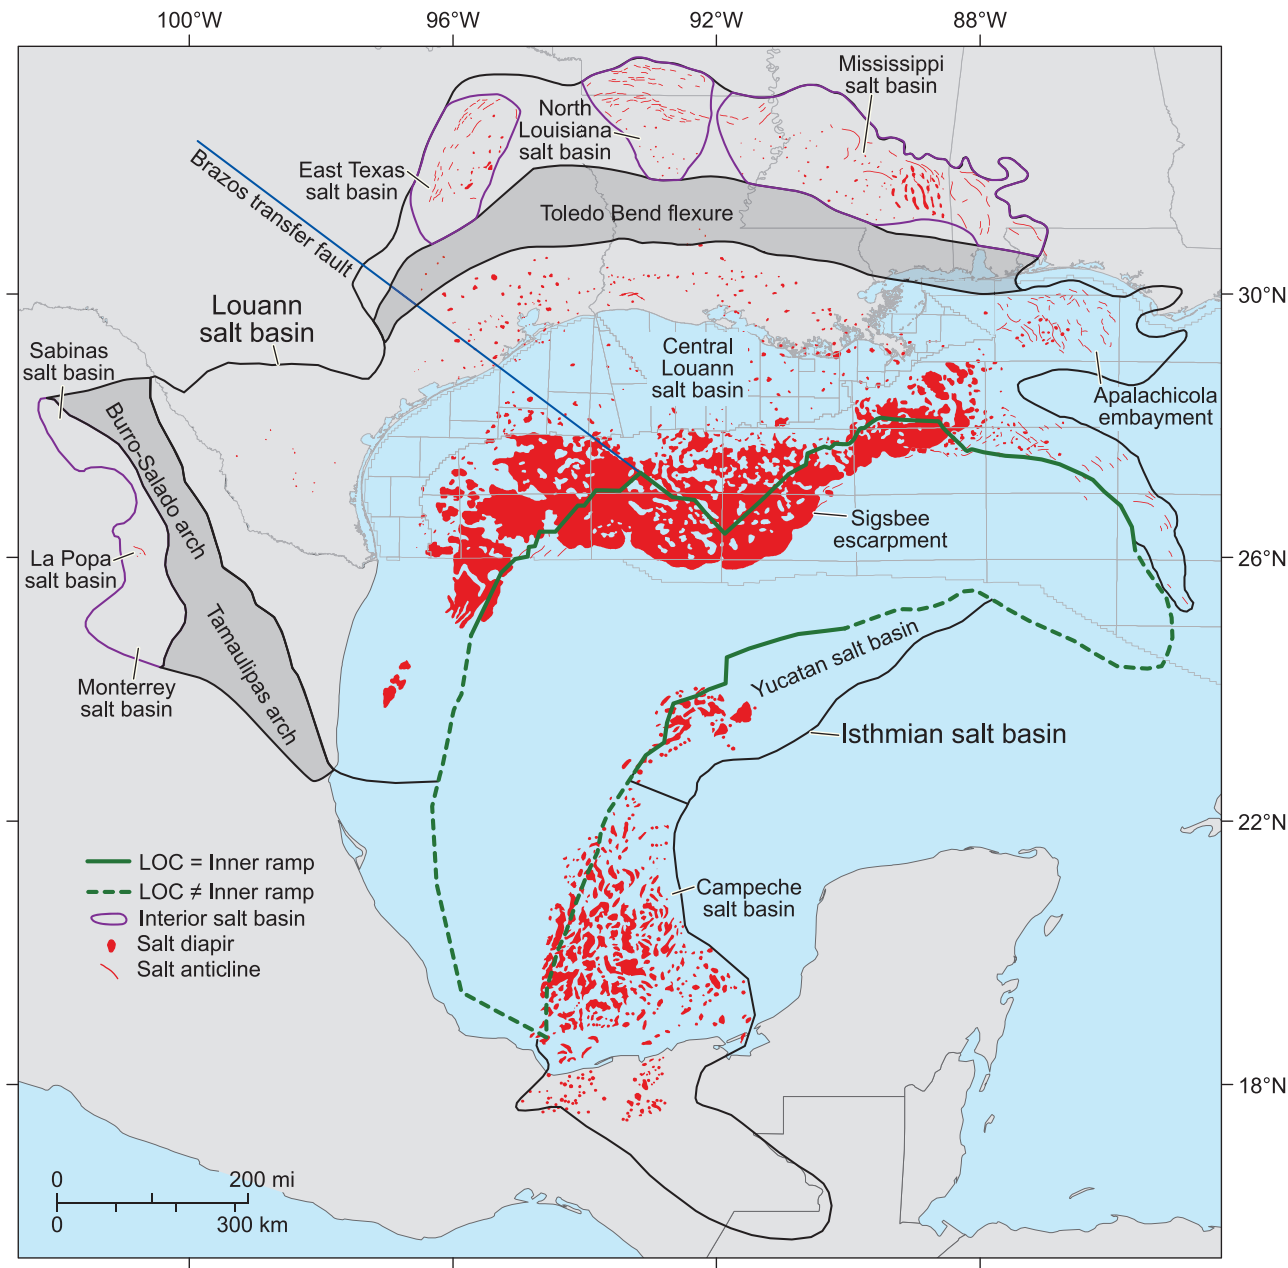 100°W
96°W
92°W
88°W
Mississippi
salt basin
North
Louisiana
salt basin
East Texas
salt basin
Brazos transfer fault
Toledo Bend flexure
30°N
Louann
salt basin
Sabinas
salt basin
Central
Louann
salt basin
Apalachicola
embayment
Burro-Salado arch
Sigsbee
escarpment
26°N
La Popa
salt basin
Tamaulipas arch
Yucatan salt basin
Monterrey
salt basin
Isthmian salt basin
22°N
LOC = Inner ramp
LOC ≠ Inner ramp
Interior salt basin
Salt diapir
Salt anticline
Campeche
salt basin
18°N
0
200 mi
0
300 km